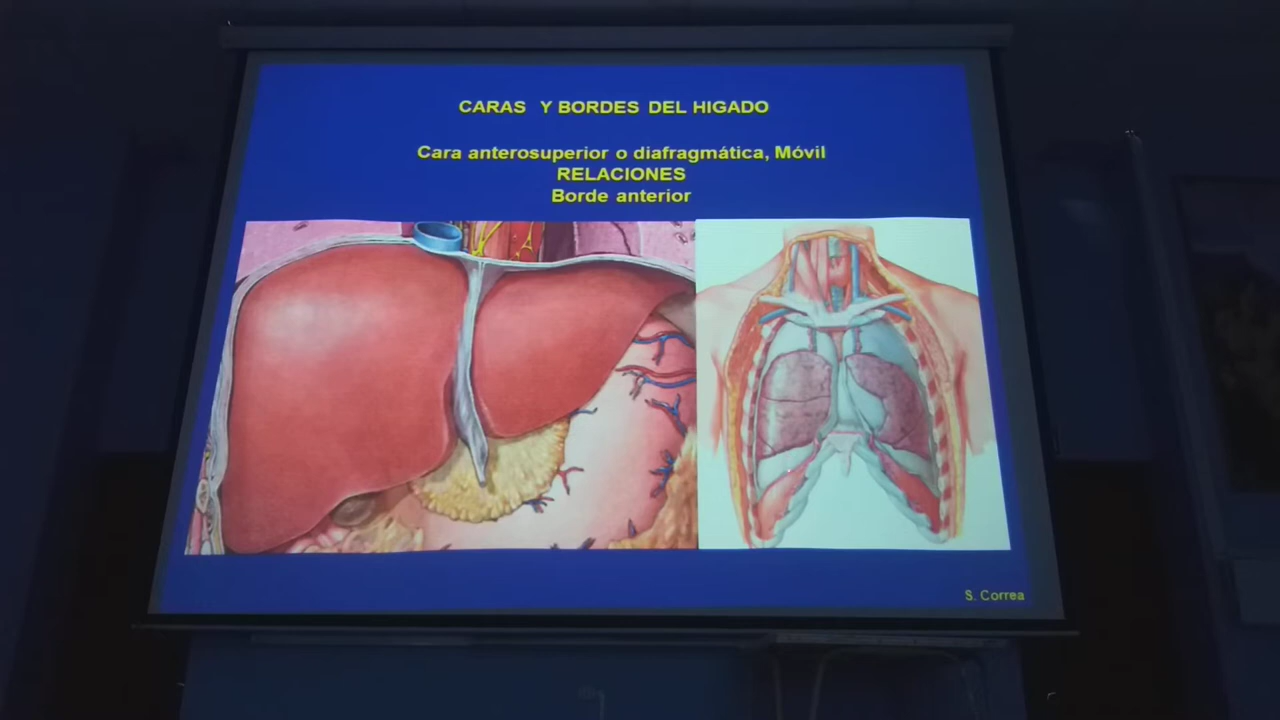 CARAS Y BORDES DEL HIGADO
Cara anterosuperior o diafragmática, Móvil
RELACIONES
Borde anterior
S. Correa